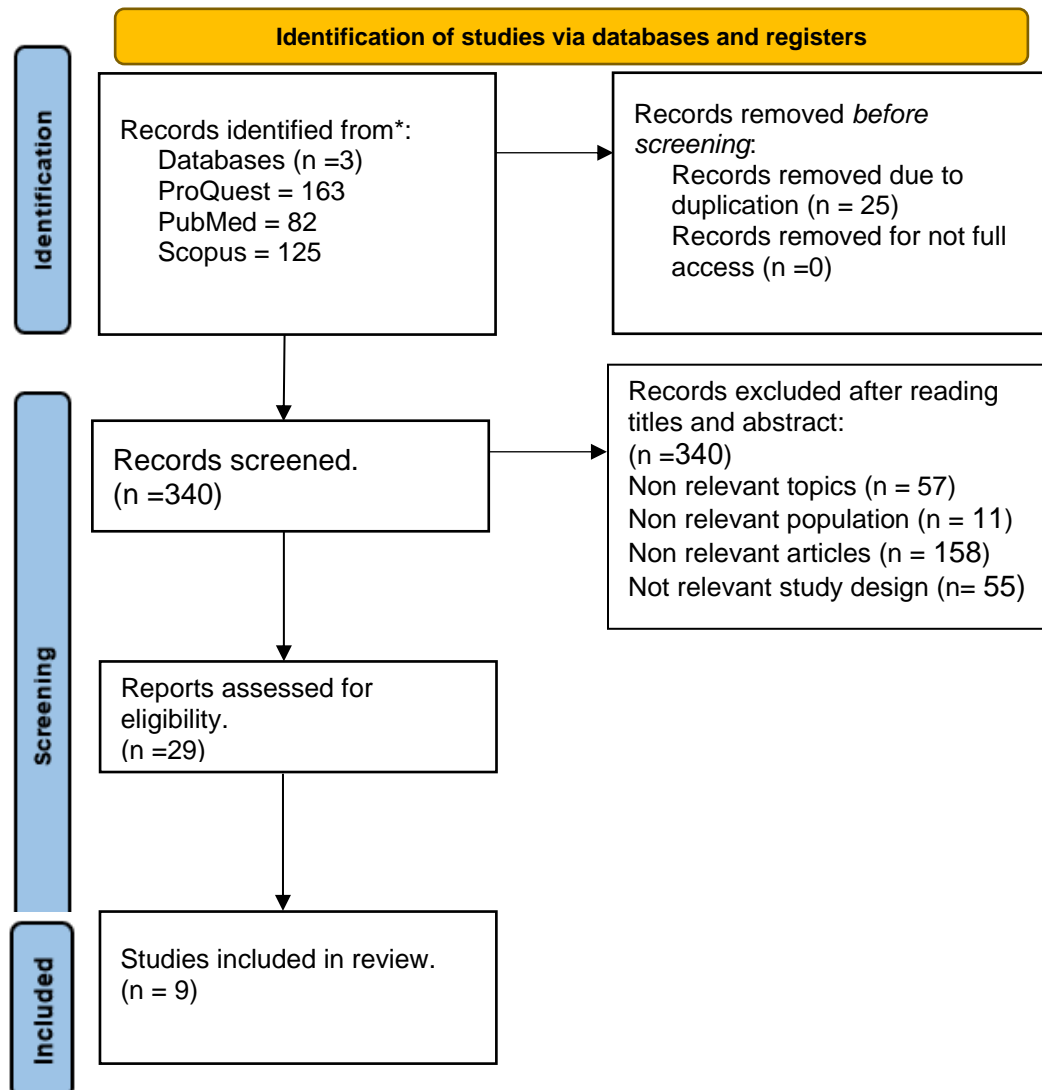 Identification of studies via databases and registers
Identification
Records identified from*:
Databases (n =3)
ProQuest = 163
PubMed = 82
Scopus = 125
Records removed before
screening:
Records removed due to
duplication (n = 25)
Records removed for not full
access (n =0)
Screening
Records screened.
(n =340)
Records excluded after reading
titles and abstract:
(n =340)
Non relevant topics (n = 57)
Non relevant population (n = 11)
Non relevant articles (n = 158)
Not relevant study design (n= 55)
Reports assessed for
eligibility.
(n =29)
Included
Studies included in review.
(n = 9)